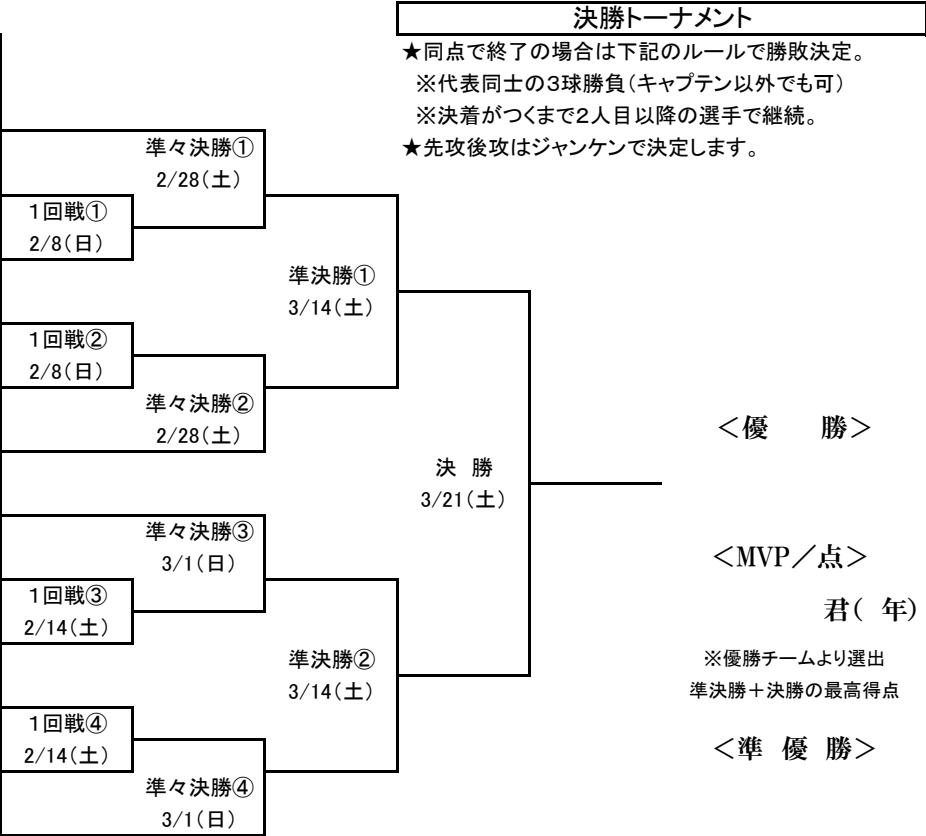 決勝トーナメント
★同点で終了の場合は下記のルールで勝敗決定。
※代表同士の3球勝負(キャプテン以外でも可)
※決着がつくまで2人目以降の選手で継続。
★先攻後攻はジャンケンで決定します。
準々決勝①
2/28(土)
1回戦①
2/8(日)
準決勝①
3/14(土)
1回戦②
2/8(日)
準々決勝②
2/28(土)
<優　　勝>
決　勝
3/21(土)
準々決勝③
3/1(日)
<MVP/点>
1回戦③
2/14(土)
君(　年)
準決勝②
3/14(土)
※優勝チームより選出
準決勝+決勝の最高得点
1回戦④
2/14(土)
<準　優　勝>
準々決勝④
3/1(日)